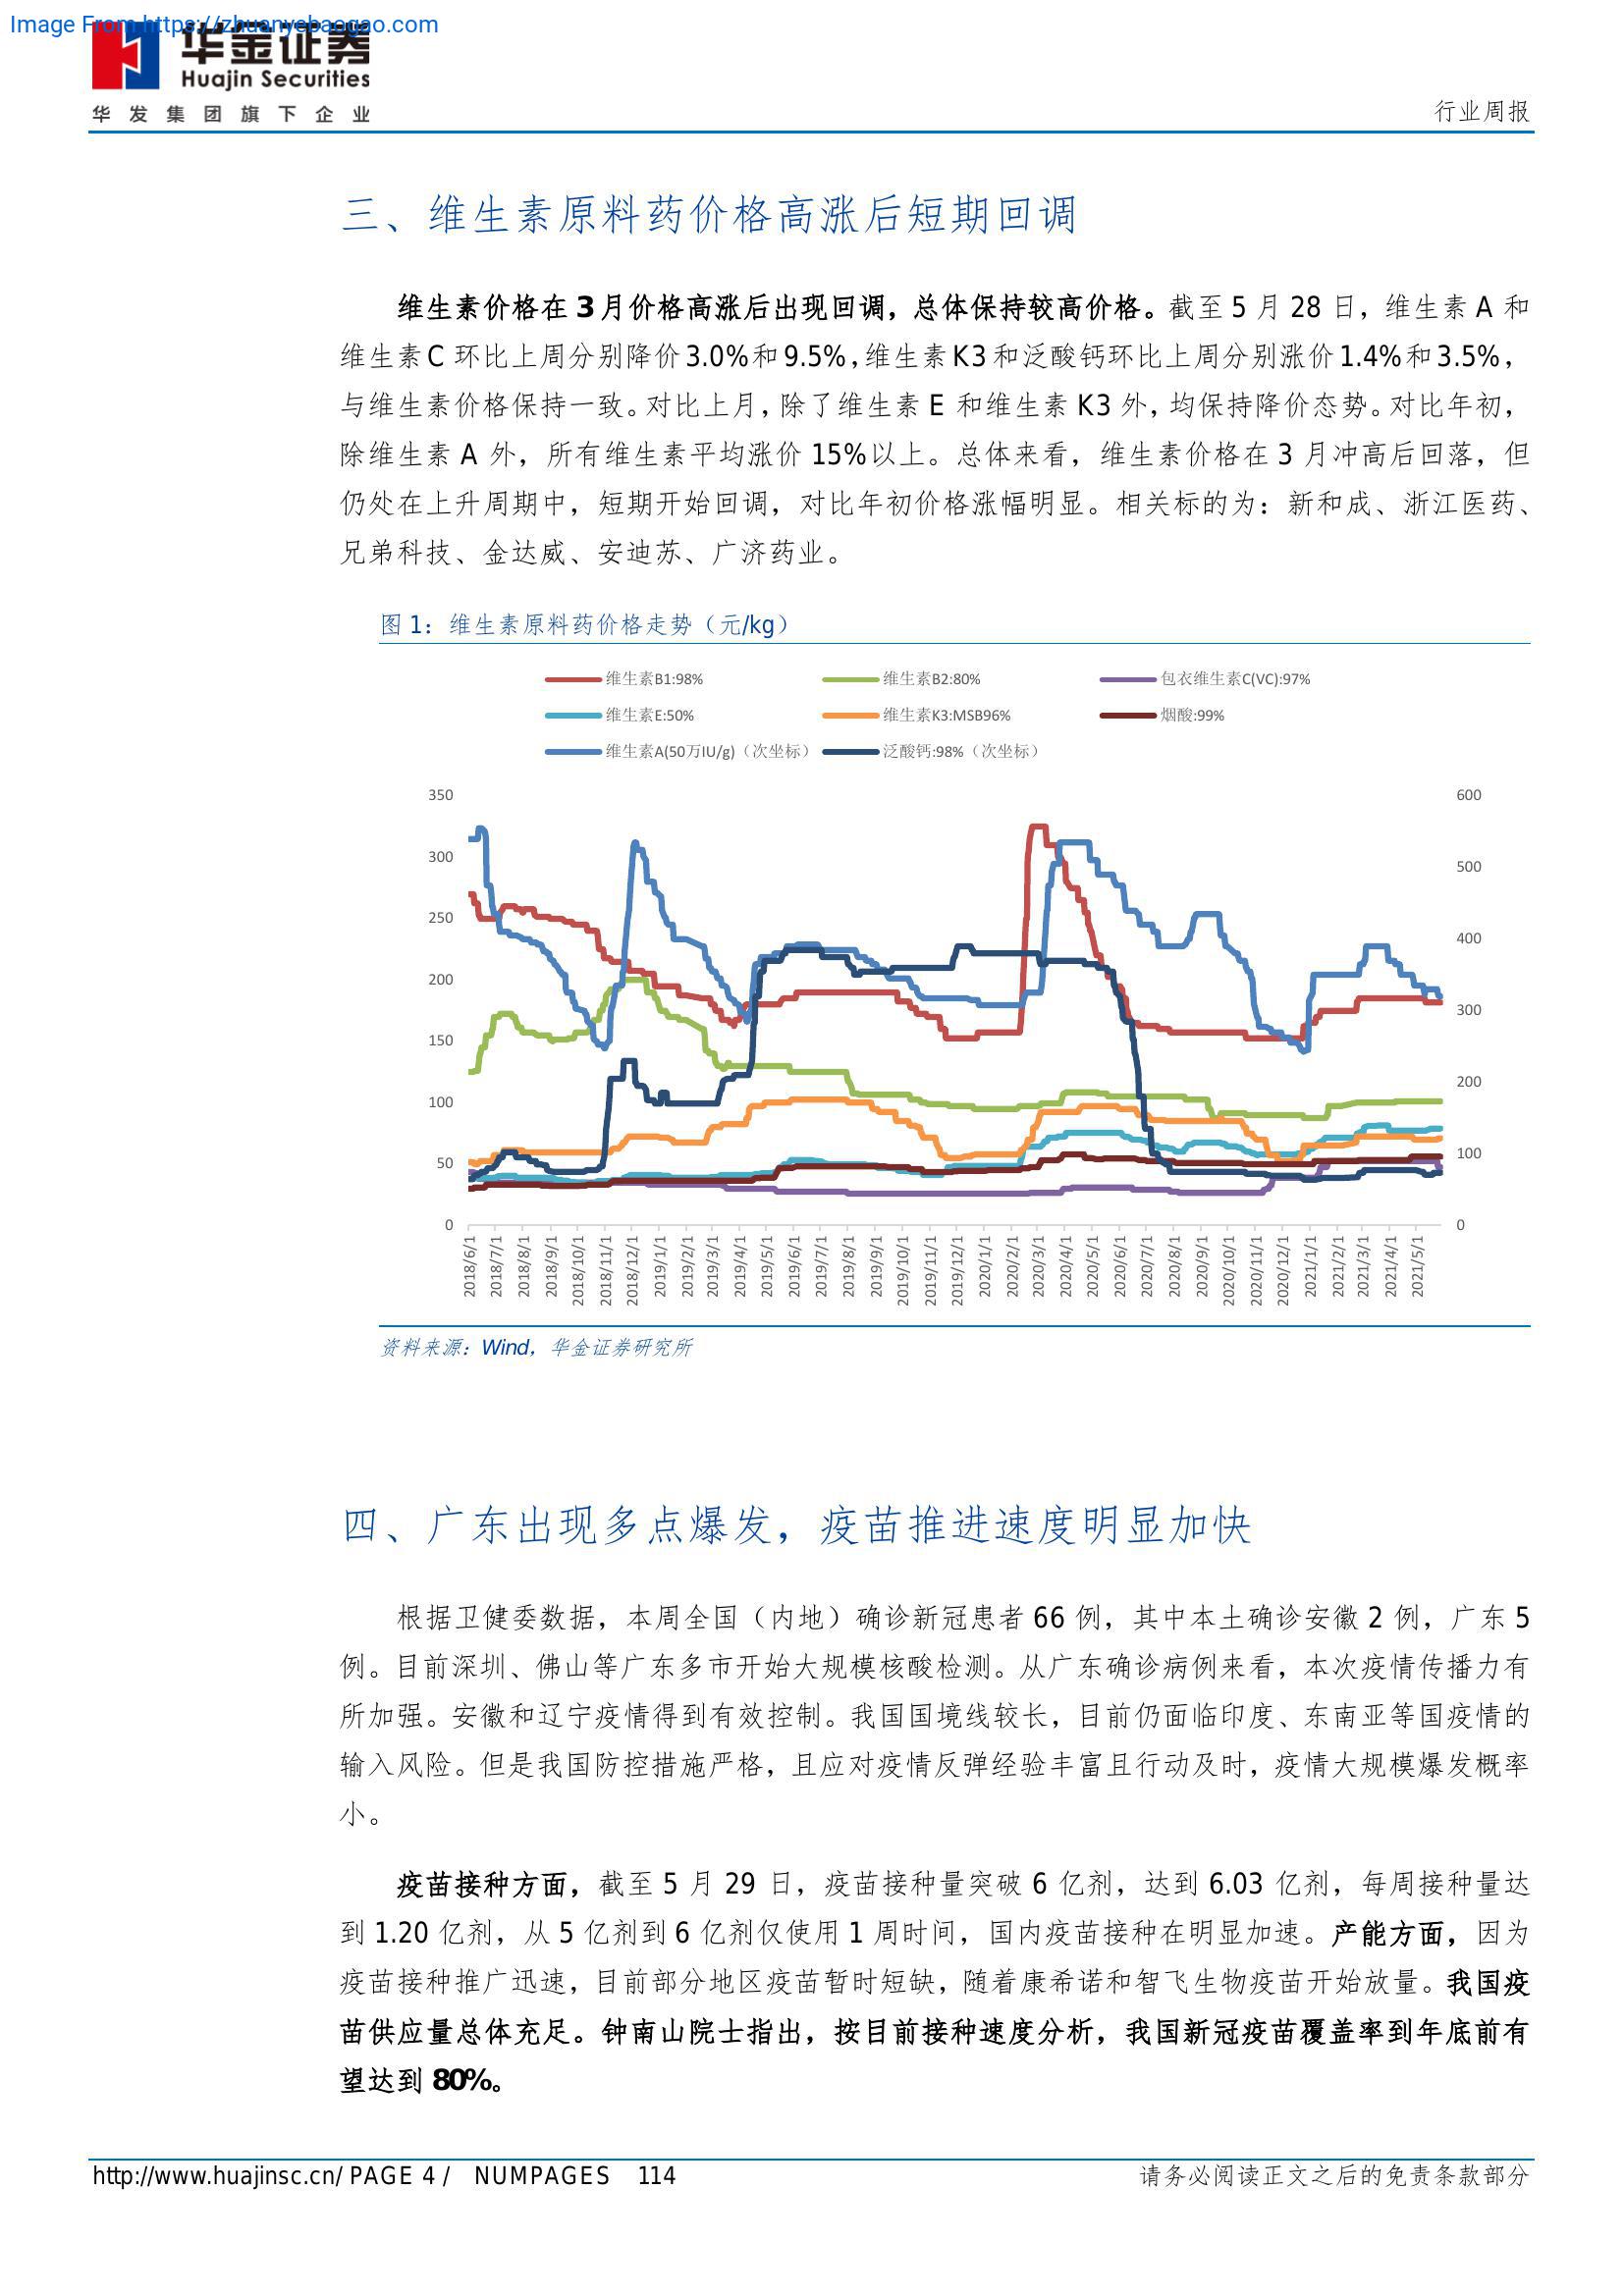 Image From https://zhuanyebaogao.com
华金证券
Huajin Securities
华发集团旗下企业
行业周报
三、维生素原料药价格高涨后短期回调
维生素价格在 3 月价格高涨后出现回调，总体保持较高价格。截至 5 月 28 日，维生素 A 和
维生素 C 环比上周分别降价 3.0%和 9.5%，维生素 K3 和泛酸钙环比上周分别涨价 1.4%和 3.5%，
与维生素价格保持一致。对比上月，除了维生素 E 和维生素 K3 外，均保持降价态势。对比年初，
除维生素 A 外，所有维生素平均涨价 15%以上。总体来看，维生素价格在 3 月冲高后回落，但
仍处在上升周期中，短期开始回调，对比年初价格涨幅明显。相关标的为：新和成、浙江医药、
兄弟科技、金达威、安迪苏、广济药业。
图 1：维生素原料药价格走势（元/kg）
维生素B1:98% 维生素B2:80% 包衣维生素C(VC):97%
维生素E:50% 维生素K3:MSB96% 烟酸:99%
维生素A(50万IU/g)（次坐标） 泛酸钙:98%（次坐标）
350 600
300 500
250 400
200
150 300
100 200
50 100
0 0
2018/6/1 2018/7/1 2018/8/1 2018/9/1 2018/10/1 2018/11/1 2018/12/1 2019/1/1 2019/2/1 2019/3/1 2019/4/1 2019/5/1 2019/6/1 2019/7/1 2019/8/1 2019/9/1 2019/10/1 2019/11/1 2019/12/1 2020/1/1 2020/2/1 2020/3/1 2020/4/1 2020/5/1 2020/6/1 2020/7/1 2020/8/1 2020/9/1 2020/10/1 2020/11/1 2020/12/1 2021/1/1 2021/2/1 2021/3/1 2021/4/1 2021/5/1
资料来源：Wind，华金证券研究所
四、广东出现多点爆发，疫苗推进速度明显加快
根据卫健委数据，本周全国（内地）确诊新冠患者 66 例，其中本土确诊安徽 2 例，广东 5
例。目前深圳、佛山等广东多市开始大规模核酸检测。从广东确诊病例来看，本次疫情传播力有
所加强。安徽和辽宁疫情得到有效控制。我国国境线较长，目前仍面临印度、东南亚等国疫情的
输入风险。但是我国防控措施严格，且应对疫情反弹经验丰富且行动及时，疫情大规模爆发概率
小。
疫苗接种方面，截至 5 月 29 日，疫苗接种量突破 6 亿剂，达到 6.03 亿剂，每周接种量达
到 1.20 亿剂，从 5 亿剂到 6 亿剂仅使用 1 周时间，国内疫苗接种在明显加速。产能方面，因为
疫苗接种推广迅速，目前部分地区疫苗暂时短缺，随着康希诺和智飞生物疫苗开始放量。我国疫
苗供应量总体充足。钟南山院士指出，按目前接种速度分析，我国新冠疫苗覆盖率到年底前有
望达到 80%。
http://www.huajinsc.cn/ PAGE 4 / NUMPAGES 114
请务必阅读正文之后的免责条款部分